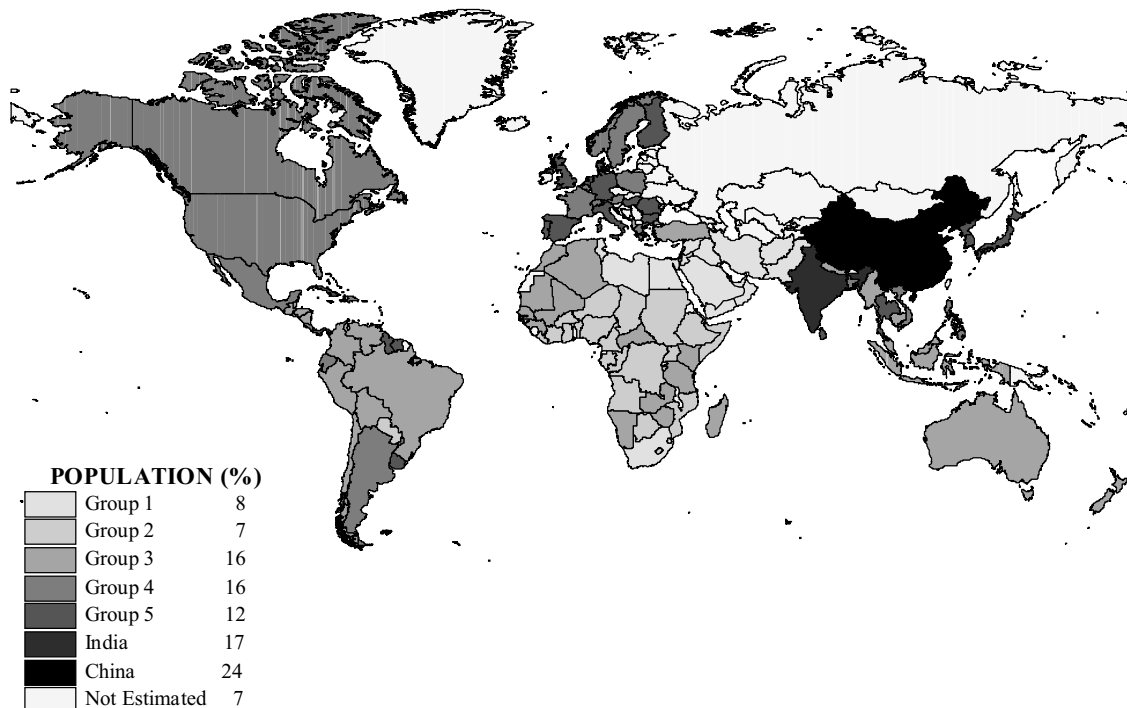 POPULATION (%)
Group 1 8
Group 2 7
Group 3 16
Group 4 16
Group 5 12
India 17
China 24
Not Estimated 7